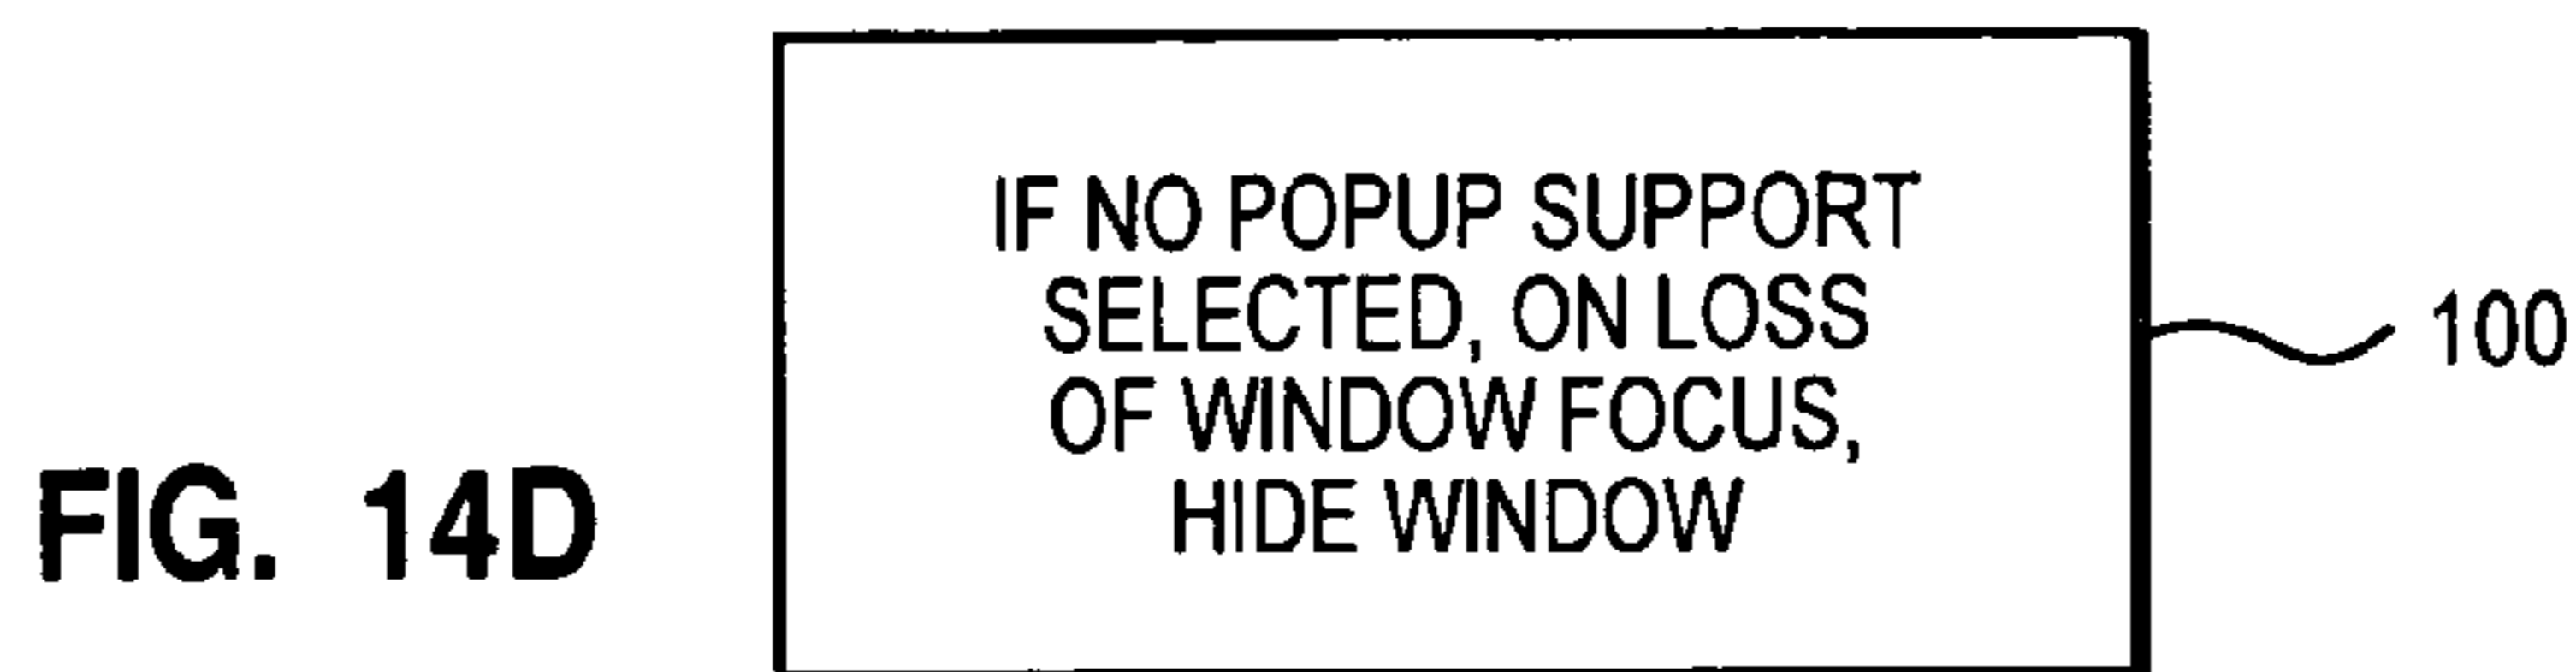 IF NO POPUP SUPPORT
SELECTED, ON LOSS
OF WINDOW FOCUS,
HIDE WINDOW
100
FIG. 14D